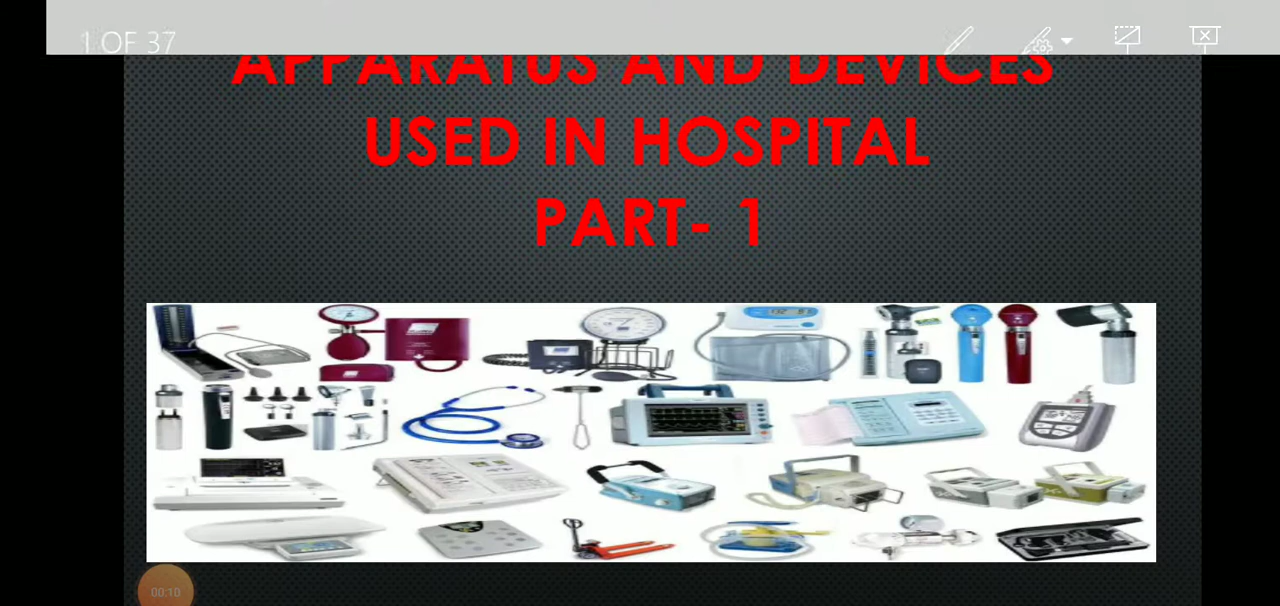 1 OF 37
APPARATUS AND DEVICES
USED IN HOSPITAL
PART- 1
00:10